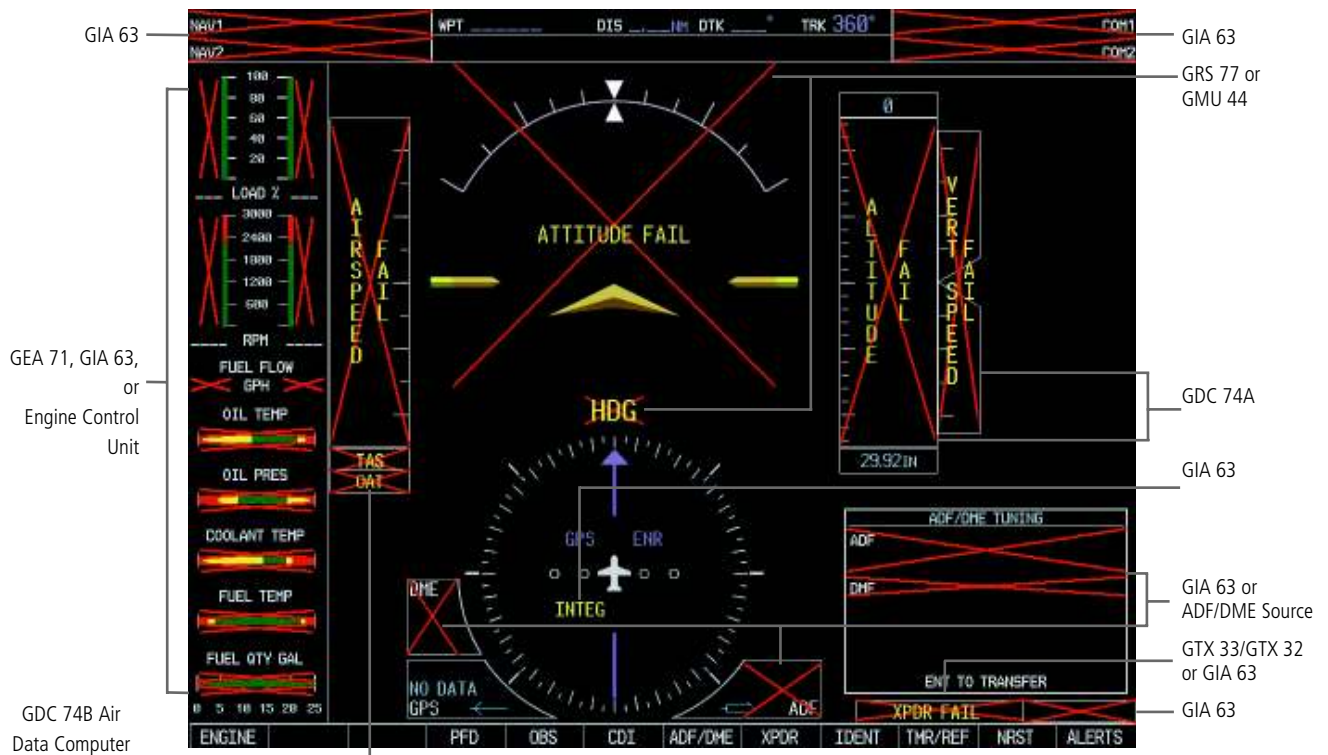 GIA 63
NAV1
NAV2
WPT _______ DIS __.__NM DTK ___° TRK 360°
COM1
COM2
GIA 63
GRS 77 or
GMU 44
100
80
60
40
20
LOAD %
3000
2400
1800
1200
600
RPM
FUEL FLOW
GPH
OIL TEMP
OIL PRES
COOLANT TEMP
FUEL TEMP
FUEL QTY GAL
0 5 10 15 20 25
GEA 71, GIA 63,
or
Engine Control
Unit
GDC 74B Air
Data Computer
AIRSPEED
FAIL
TAS
OAT
ATTITUDE FAIL
0
ALTITUDE
FAIL
VERT SPEED
FAIL
29.92IN
GDC 74A
HDG
GPS ENR
INTEG
GIA 63
DME
NO DATA
GPS
ADF
ADF/DME TUNING
ADF
DME
ENT TO TRANSFER
GIA 63 or
ADF/DME Source
GTX 33/GTX 32
or GIA 63
XPDR FAIL
GIA 63
ENGINE PFD OBS CDI ADF/DME XPDR IDENT TMR/REF NRST ALERTS